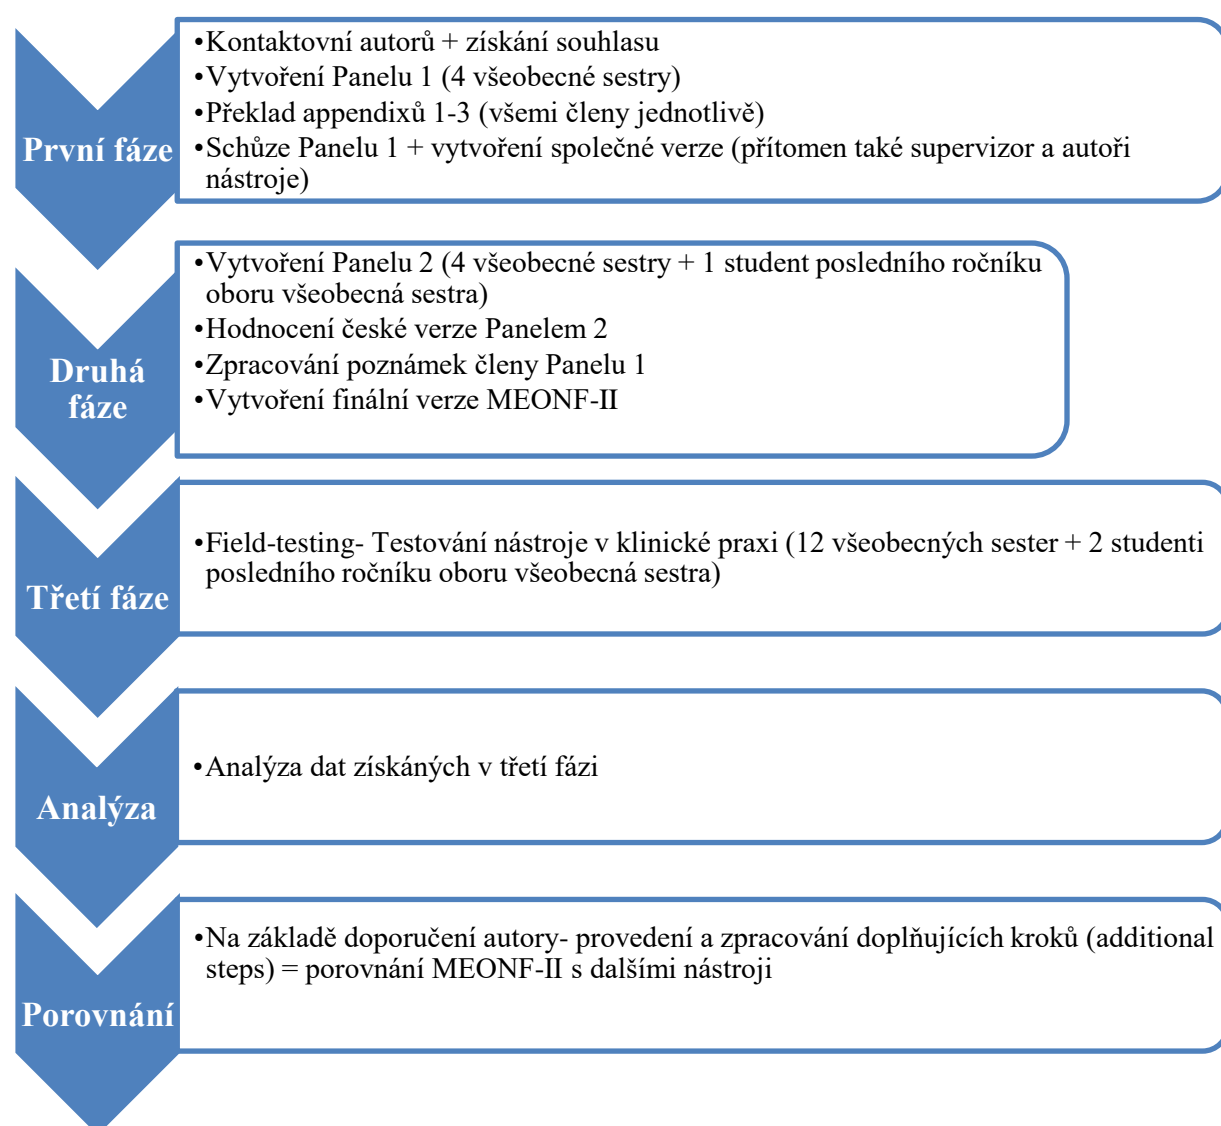 První fáze
•Kontaktovní autorů + získání souhlasu
•Vytvoření Panelu 1 (4 všeobecné sestry)
•Překlad appendixů 1-3 (všemi členy jednotlivě)
•Schůze Panelu 1 + vytvoření společné verze (přítomen také supervizor a autoři
nástroje)
Druhá
fáze
•Vytvoření Panelu 2 (4 všeobecné sestry + 1 student posledního ročníku
oboru všeobecná sestra)
•Hodnocení české verze Panelem 2
•Zpracování poznámek členy Panelu 1
•Vytvoření finální verze MEONF-II
Třetí fáze
•Field-testing- Testování nástroje v klinické praxi (12 všeobecných sester + 2 studenti
posledního ročníku oboru všeobecná sestra)
Analýza
•Analýza dat získáných v třetí fázi
Porovnání
•Na základě doporučení autory- provedení a zpracování doplňujících kroků (additional
steps) = porovnání MEONF-II s dalšími nástroji